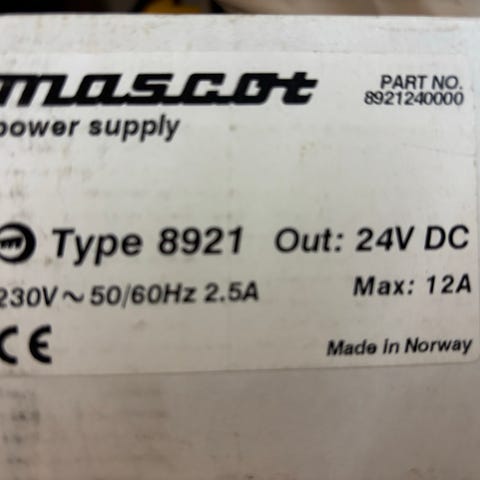 mascot
PART NO.
8921240000
power supply
Type 8921 Out: 24V DC
230V ~ 50/60Hz 2.5A Max: 12A
CE
Made in Norway